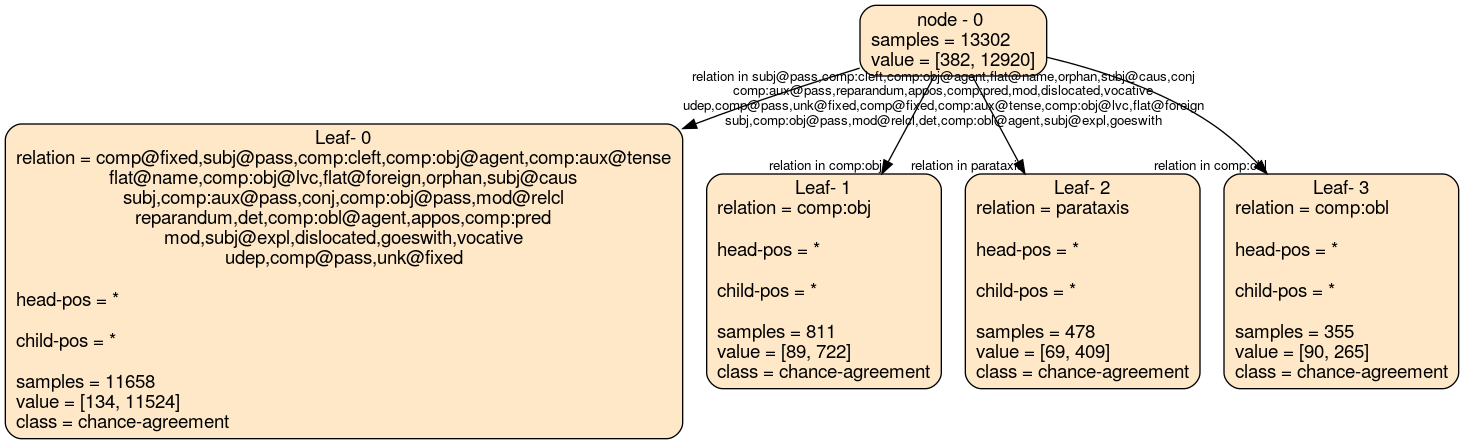 node - 0
samples = 13302
value = [382, 12920]
relation in subj@pass,comp:cleft,comp:obj@agent,flat@name,orphan,subj@caus,conj
comp:aux@pass,reparandum,appos,comp:pred,mod,dislocated,vocative
udep,comp@pass,unk@fixed,comp@fixed,comp:aux@tense,comp:obj@lvc,flat@foreign
subj,comp:obj@pass,mod@relcl,det,comp:obl@agent,subj@expl,goeswith
relation in comp:obj
relation in parataxis
relation in comp:obl
Leaf- 0
relation = comp@fixed,subj@pass,comp:cleft,comp:obj@agent,comp:aux@tense
flat@name,comp:obj@lvc,flat@foreign,orphan,subj@caus
subj,comp:aux@pass,conj,comp:obj@pass,mod@relcl
reparandum,det,comp:obl@agent,appos,comp:pred
mod,subj@expl,dislocated,goeswith,vocative
udep,comp@pass,unk@fixed
head-pos = *
child-pos = *
samples = 11658
value = [134, 11524]
class = chance-agreement
Leaf- 1
relation = comp:obj
head-pos = *
child-pos = *
samples = 811
value = [89, 722]
class = chance-agreement
Leaf- 2
relation = parataxis
head-pos = *
child-pos = *
samples = 478
value = [69, 409]
class = chance-agreement
Leaf- 3
relation = comp:obl
head-pos = *
child-pos = *
samples = 355
value = [90, 265]
class = chance-agreement